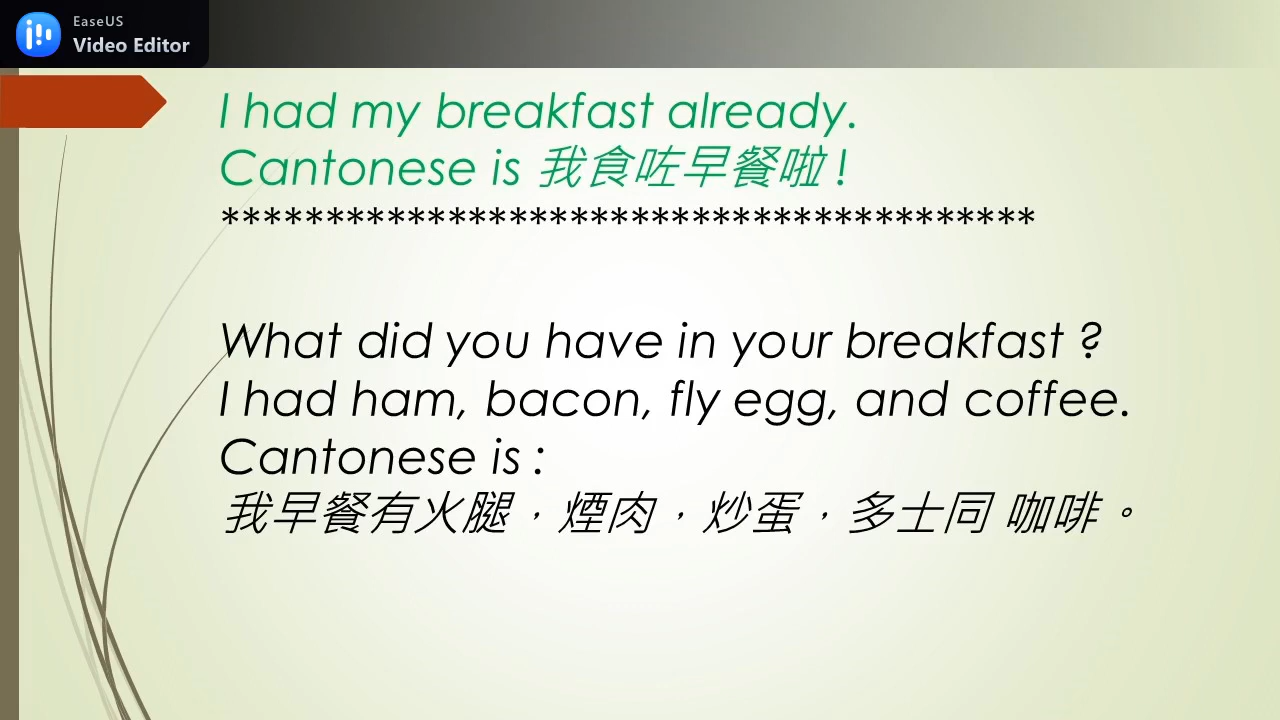 EaseUS
Video Editor
I had my breakfast already.
Cantonese is 我食咗早餐啦 !
****************************************
What did you have in your breakfast ?
I had ham, bacon, fly egg, and coffee.
Cantonese is :
我早餐有火腿，煙肉，炒蛋，多士同 咖啡。